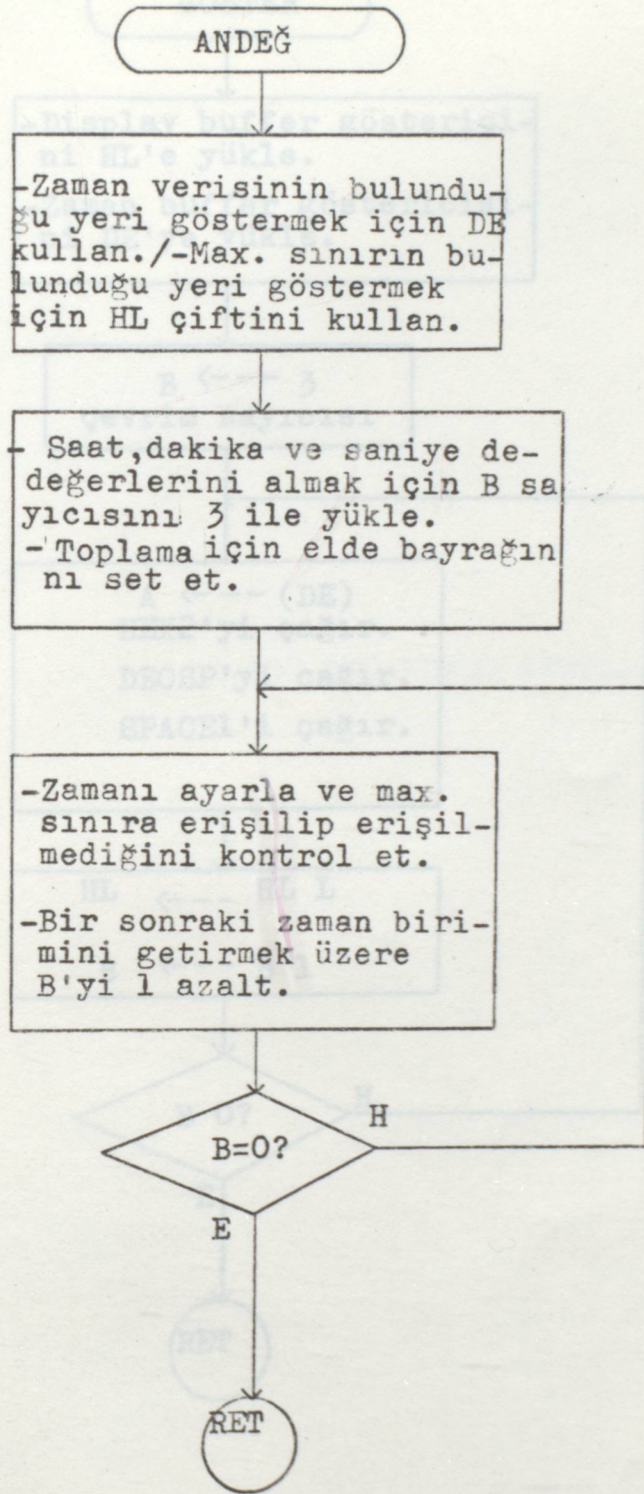 ANDEĞ
-Zaman verisinin bulundu-
ğu yeri göstermek için DE
kullan./-Max. sınırın bu-
lunduğu yeri göstermek
için HL çiftini kullan.
- Saat,dakika ve saniye de-
değerlerini almak için B sa
yıcısını 3 ile yükle.
-Toplama için elde bayrağın
nı set et.
-Zamanı ayarla ve max.
sınıra erişilip erişil-
mediğini kontrol et.
-Bir sonraki zaman biri-
mini getirmek üzere
B'yi 1 azalt.
B=0?
H
E
RET